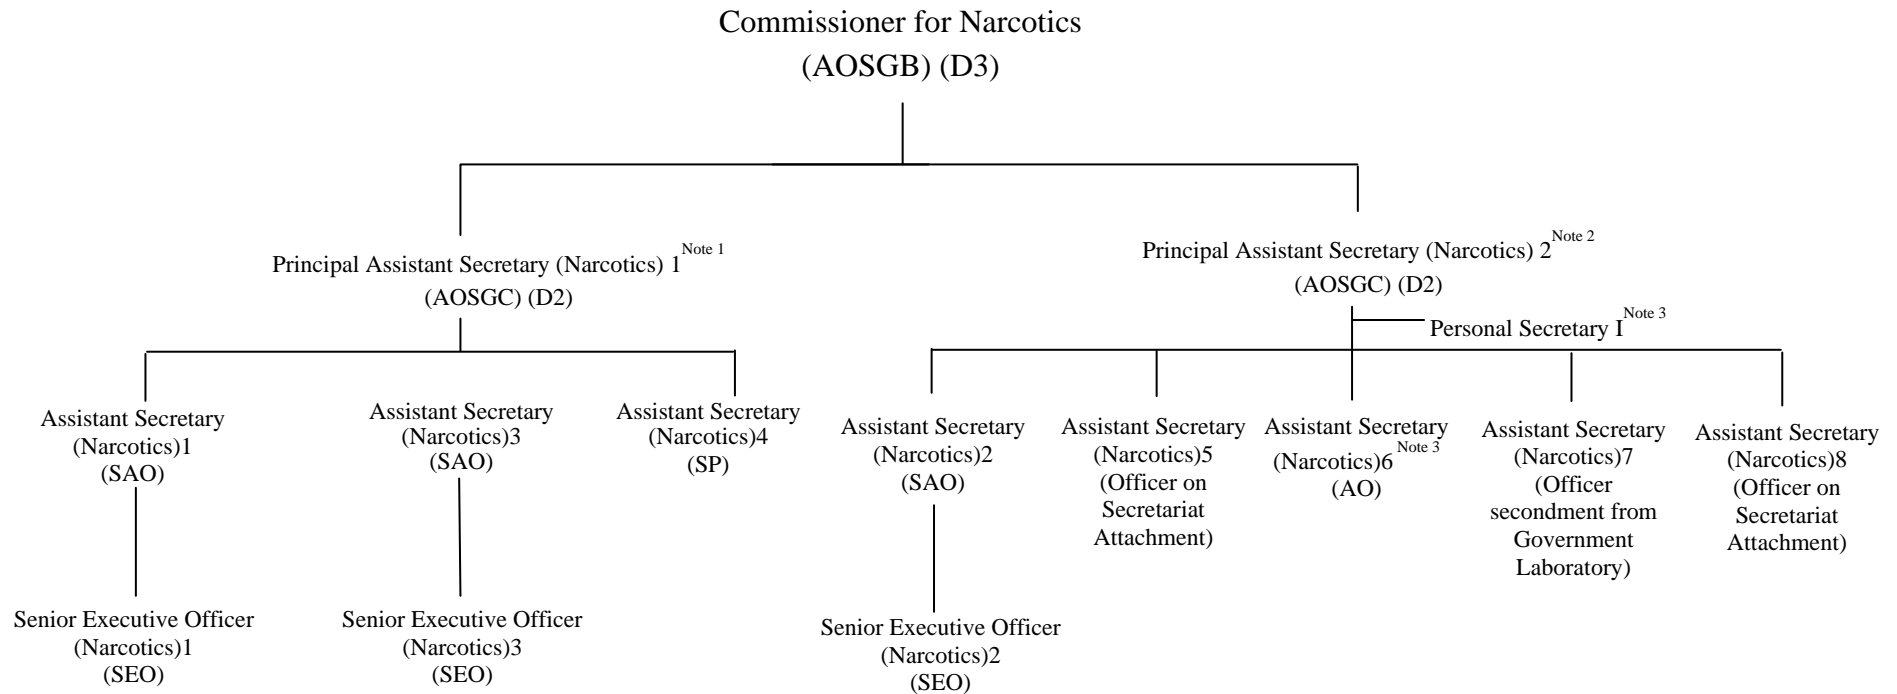 Commissioner for Narcotics
(AOSGB) (D3)
Principal Assistant Secretary (Narcotics) 1 Note 1
(AOSGC) (D2)
Principal Assistant Secretary (Narcotics) 2 Note 2
(AOSGC) (D2)
Personal Secretary I Note 3
Assistant Secretary
(Narcotics)1
(SAO)
Assistant Secretary
(Narcotics)3
(SAO)
Assistant Secretary
(Narcotics)4
(SP)
Assistant Secretary
(Narcotics)2
(SAO)
Assistant Secretary
(Narcotics)5
(Officer on
Secretariat
Attachment)
Assistant Secretary
(Narcotics)6 Note 3
(AO)
Assistant Secretary
(Narcotics)7
(Officer
secondment from
Government
Laboratory)
Assistant Secretary
(Narcotics)8
(Officer on
Secretariat
Attachment)
Senior Executive Officer
(Narcotics)1
(SEO)
Senior Executive Officer
(Narcotics)3
(SEO)
Senior Executive Officer
(Narcotics)2
(SEO)